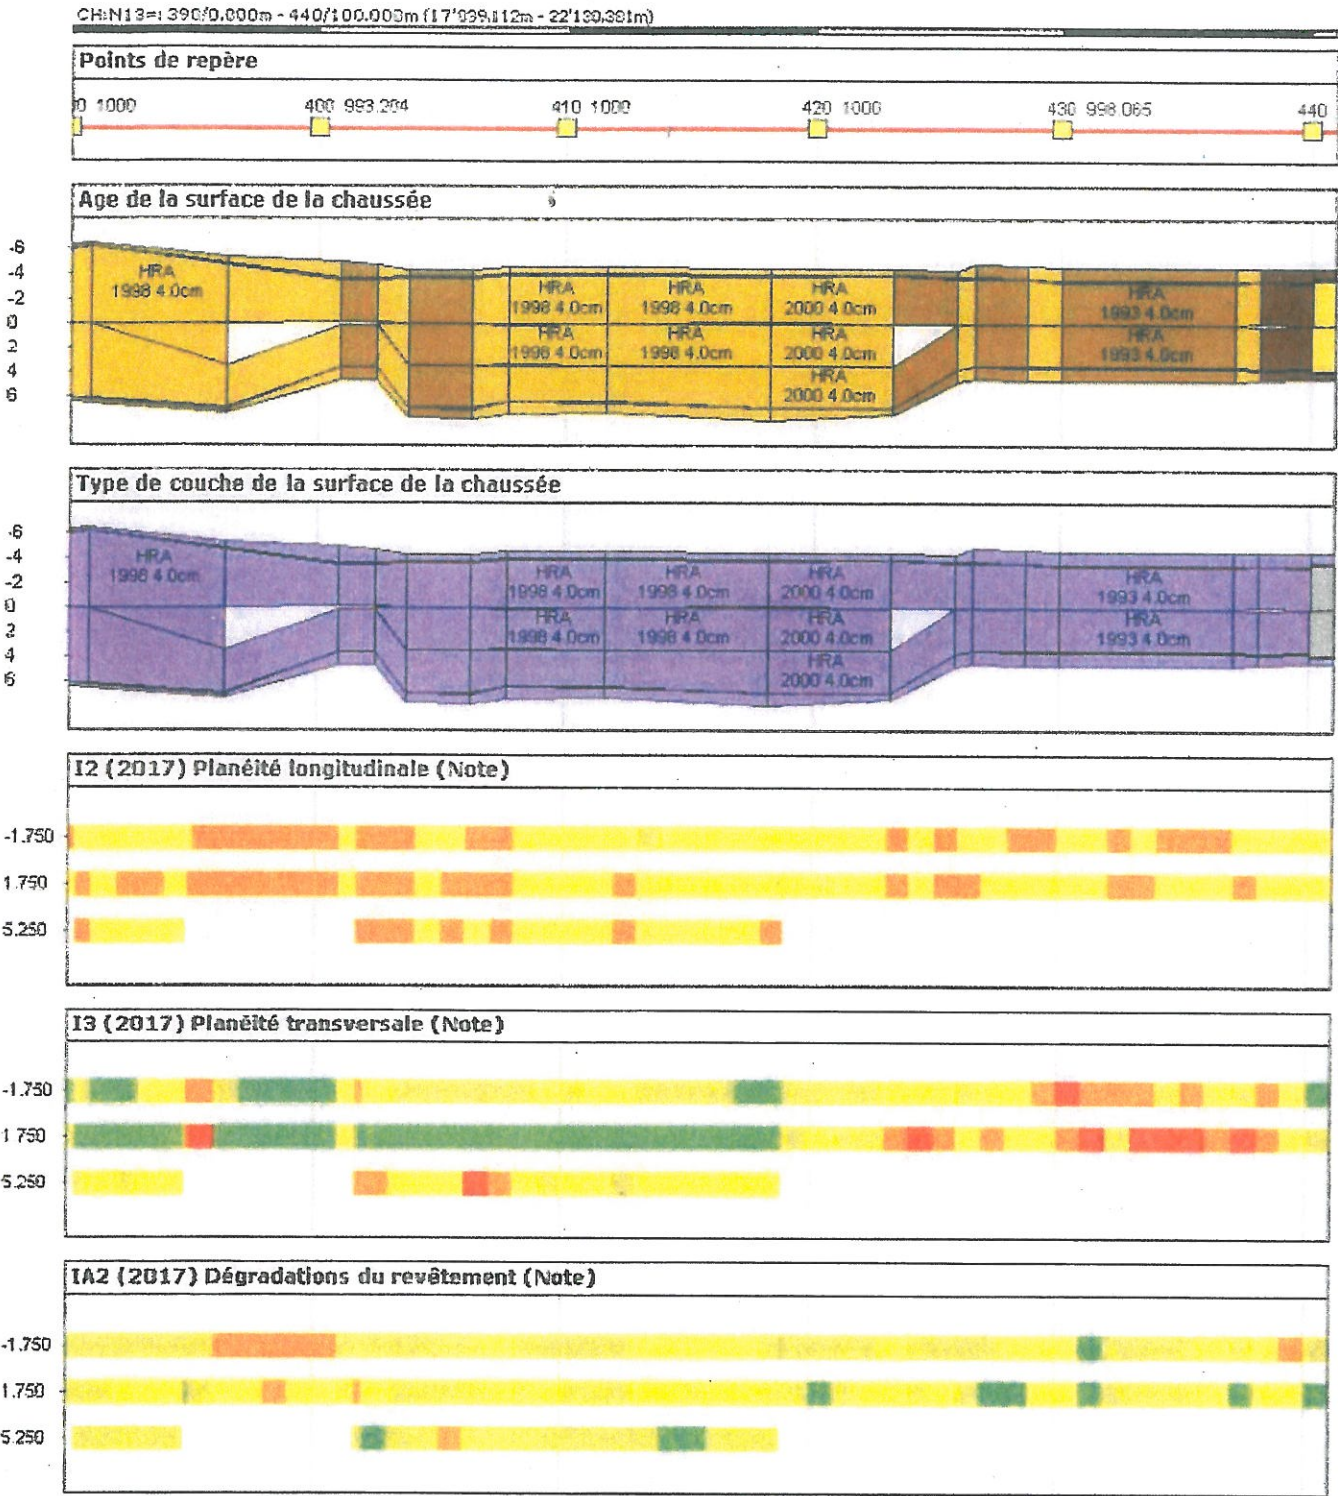 CH:N13=: 390/0.000m - 440/100.000m (17'039.112m - 22'130.381m)
Points de repère
0 1000 400 993.204 410 1000 420 1000 430 998.065 440
Age de la surface de la chaussée
-6
-4
-2
0
2
4
6
HRA
1998 4.0cm
HRA
1998 4.0cm
HRA
1998 4.0cm
HRA
1998 4.0cm
1998 4.0cm
HRA
2000 4.0cm
HRA
2000 4.0cm
HRA
2000 4.0cm
HRA
1993 4.0cm
HRA
1993 4.0cm
Type de couche de la surface de la chaussée
-6
-4
-2
0
2
4
6
HRA
1998 4.0cm
HRA
1998 4.0cm
HRA
1998 4.0cm
HRA
1998 4.0cm
HRA
1998 4.0cm
HRA
2000 4.0cm
HRA
2000 4.0cm
HRA
2000 4.0cm
HRA
1993 4.0cm
HRA
1993 4.0cm
I2 (2017) Planéité longitudinale (Note)
-1.750
1.750
5.250
I3 (2017) Planéité transversale (Note)
-1.750
1.750
5.250
IA2 (2017) Dégradations du revêtement (Note)
-1.750
1.750
5.250